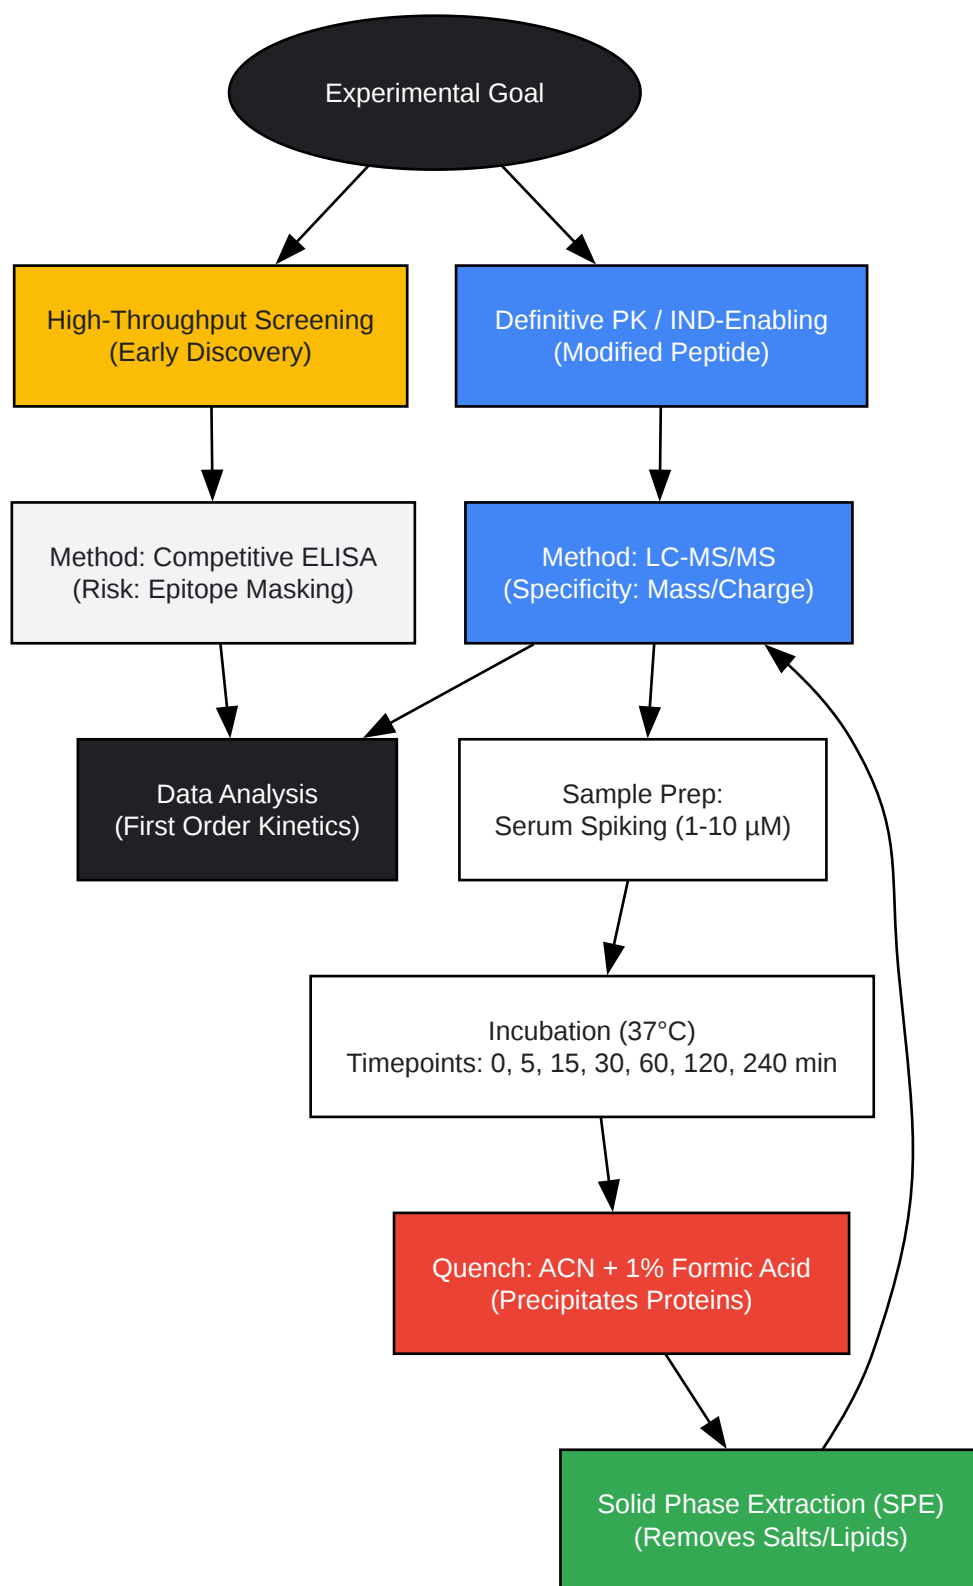 Experimental Goal
High-Throughput Screening
(Early Discovery)
Definitive PK / IND-Enabling
(Modified Peptide)
Method: Competitive ELISA
(Risk: Epitope Masking)
Method: LC-MS/MS
(Specificity: Mass/Charge)
Data Analysis
(First Order Kinetics)
Sample Prep:
Serum Spiking (1-10 µM)
Incubation (37°C)
Timepoints: 0, 5, 15, 30, 60, 120, 240 min
Quench: ACN + 1% Formic Acid
(Precipitates Proteins)
Solid Phase Extraction (SPE)
(Removes Salts/Lipids)